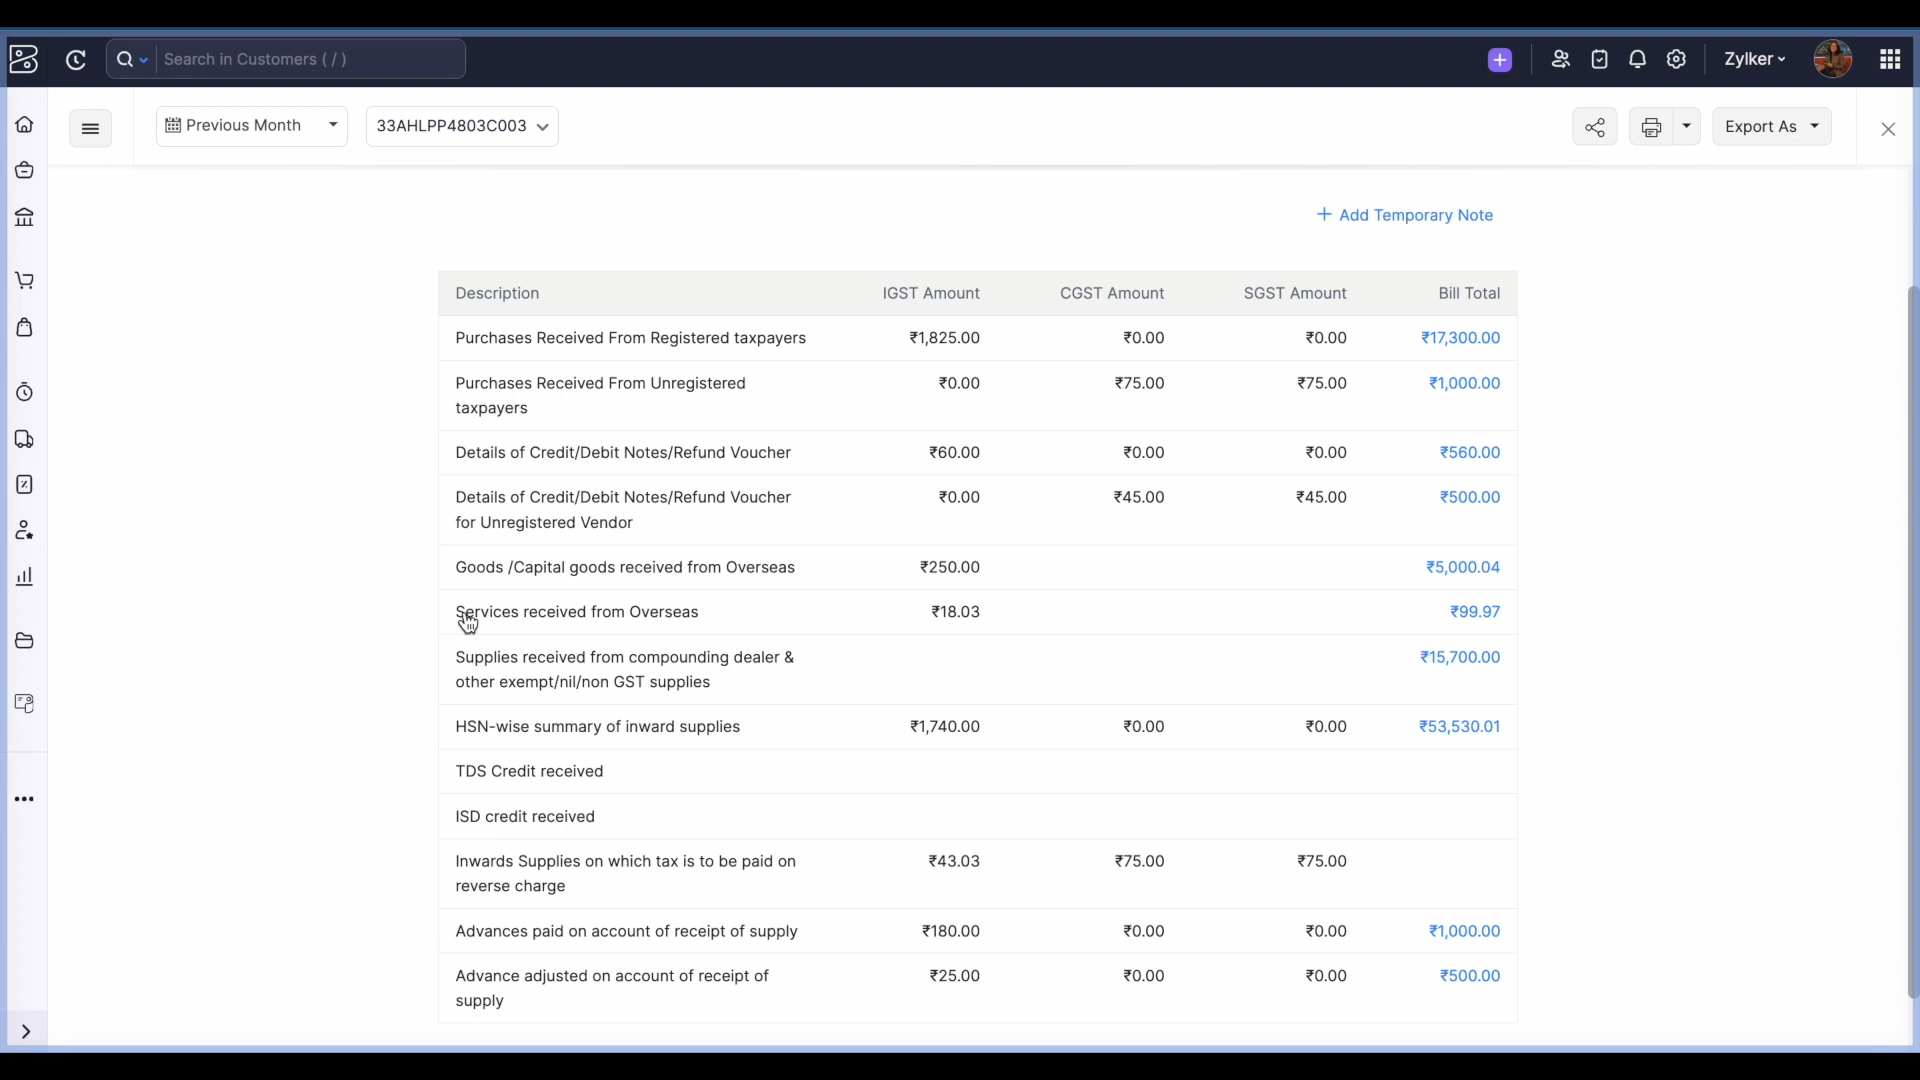 Search in Customers ( / )
Zylker
Previous Month
33AHLPP4803C003
Export As
+ Add Temporary Note
Description IGST Amount CGST Amount SGST Amount Bill Total
Purchases Received From Registered taxpayers ₹1,825.00 ₹0.00 ₹0.00 ₹17,300.00
Purchases Received From Unregistered ₹0.00 ₹75.00 ₹75.00 ₹1,000.00
taxpayers
Details of Credit/Debit Notes/Refund Voucher ₹60.00 ₹0.00 ₹0.00 ₹560.00
Details of Credit/Debit Notes/Refund Voucher ₹0.00 ₹45.00 ₹45.00 ₹500.00
for Unregistered Vendor
Goods /Capital goods received from Overseas ₹250.00 ₹5,000.04
Services received from Overseas ₹18.03 ₹99.97
Supplies received from compounding dealer & ₹15,700.00
other exempt/nil/non GST supplies
HSN-wise summary of inward supplies ₹1,740.00 ₹0.00 ₹0.00 ₹53,530.01
TDS Credit received
ISD credit received
Inwards Supplies on which tax is to be paid on ₹43.03 ₹75.00 ₹75.00
reverse charge
Advances paid on account of receipt of supply ₹180.00 ₹0.00 ₹0.00 ₹1,000.00
Advance adjusted on account of receipt of ₹25.00 ₹0.00 ₹0.00 ₹500.00
supply